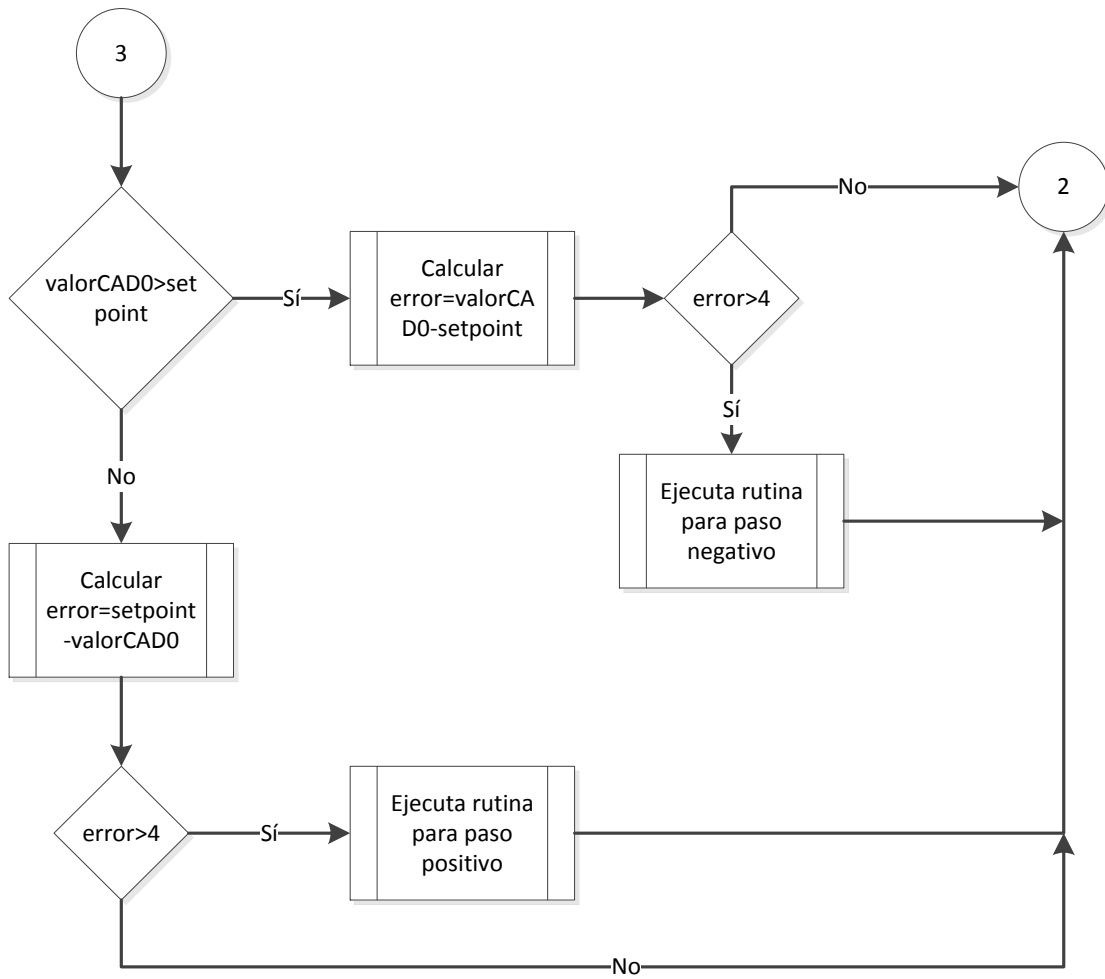 3
2
No
valorCAD0>set
point
Sí
Calcular
error=valorCA
D0-setpoint
error>4
Sí
No
Ejecuta rutina
para paso
negativo
Calcular
error=setpoint
-valorCAD0
error>4
Sí
Ejecuta rutina
para paso
positivo
No